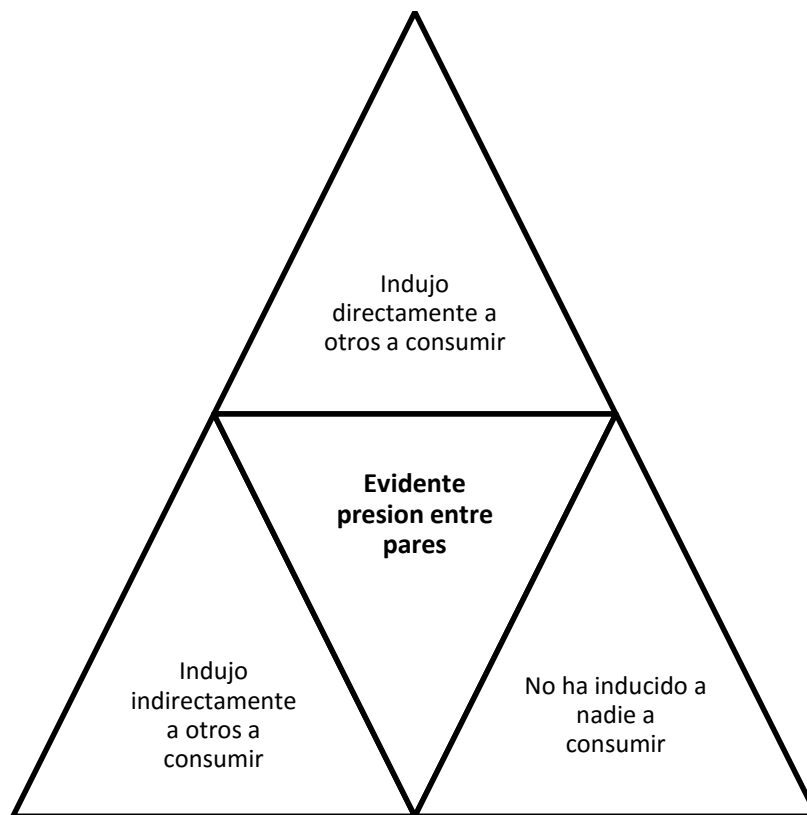 Indujo
directamente a
otros a consumir
Evidente
presion entre
pares
Indujo
indirectamente
a otros a
consumir
No ha inducido a
nadie a
consumir